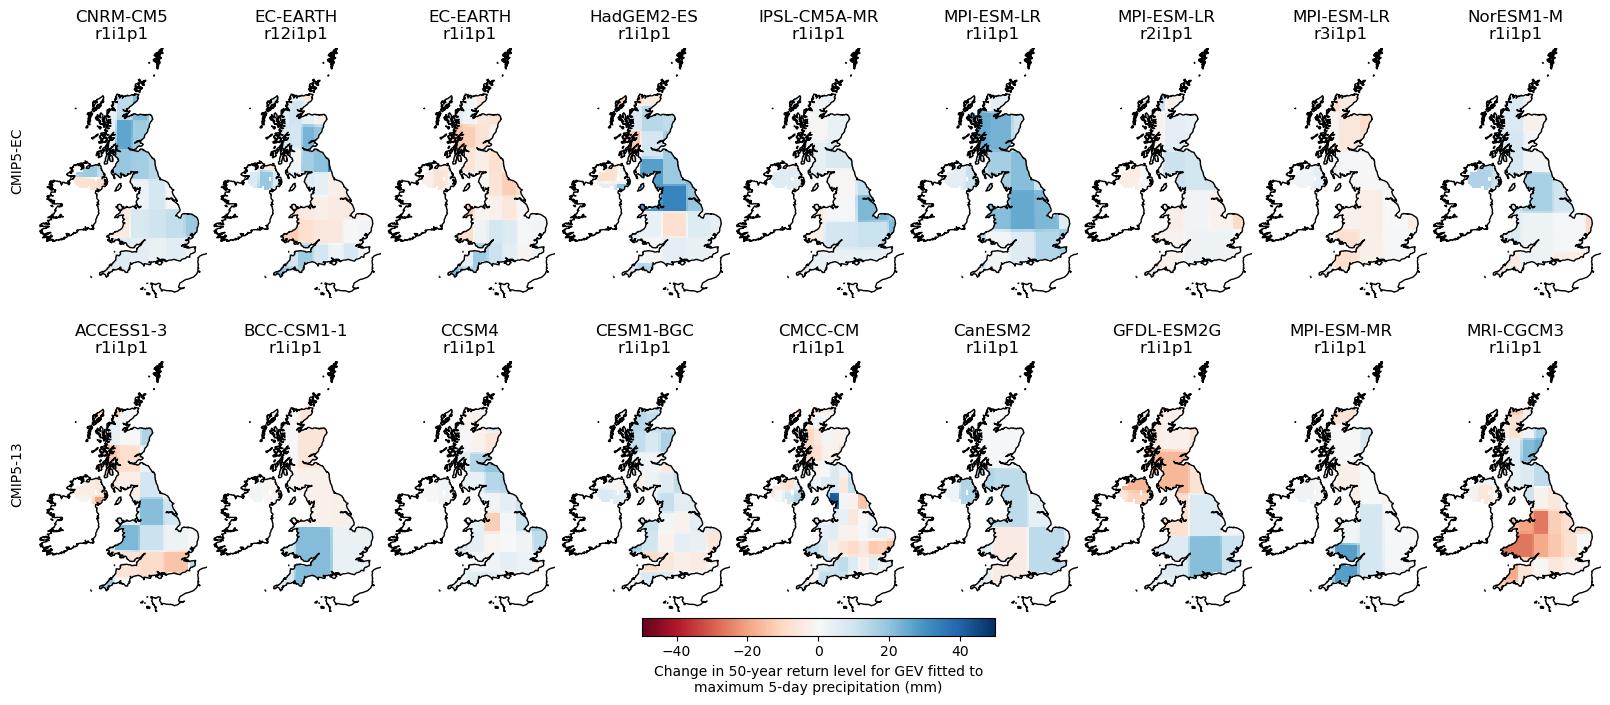 CNRM-CM5 EC-EARTH EC-EARTH HadGEM2-ES IPSL-CM5A-MR MPI-ESM-LR MPI-ESM-LR MPI-ESM-LR NorESM1-M
r1i1p1 r12i1p1 r1i1p1 r1i1p1 r1i1p1 r1i1p1 r2i1p1 r3i1p1 r1i1p1
CMIP5-EC
ACCESS1-3 BCC-CSM1-1 CCSM4 CESM1-BGC CMCC-CM CanESM2 GFDL-ESM2G MPI-ESM-MR MRI-CGCM3
r1i1p1 r1i1p1 r1i1p1 r1i1p1 r1i1p1 r1i1p1 r1i1p1 r1i1p1 r1i1p1
CMIP5-13
−40 −20 0 20 40
Change in 50-year return level for GEV fitted to
maximum 5-day precipitation (mm)